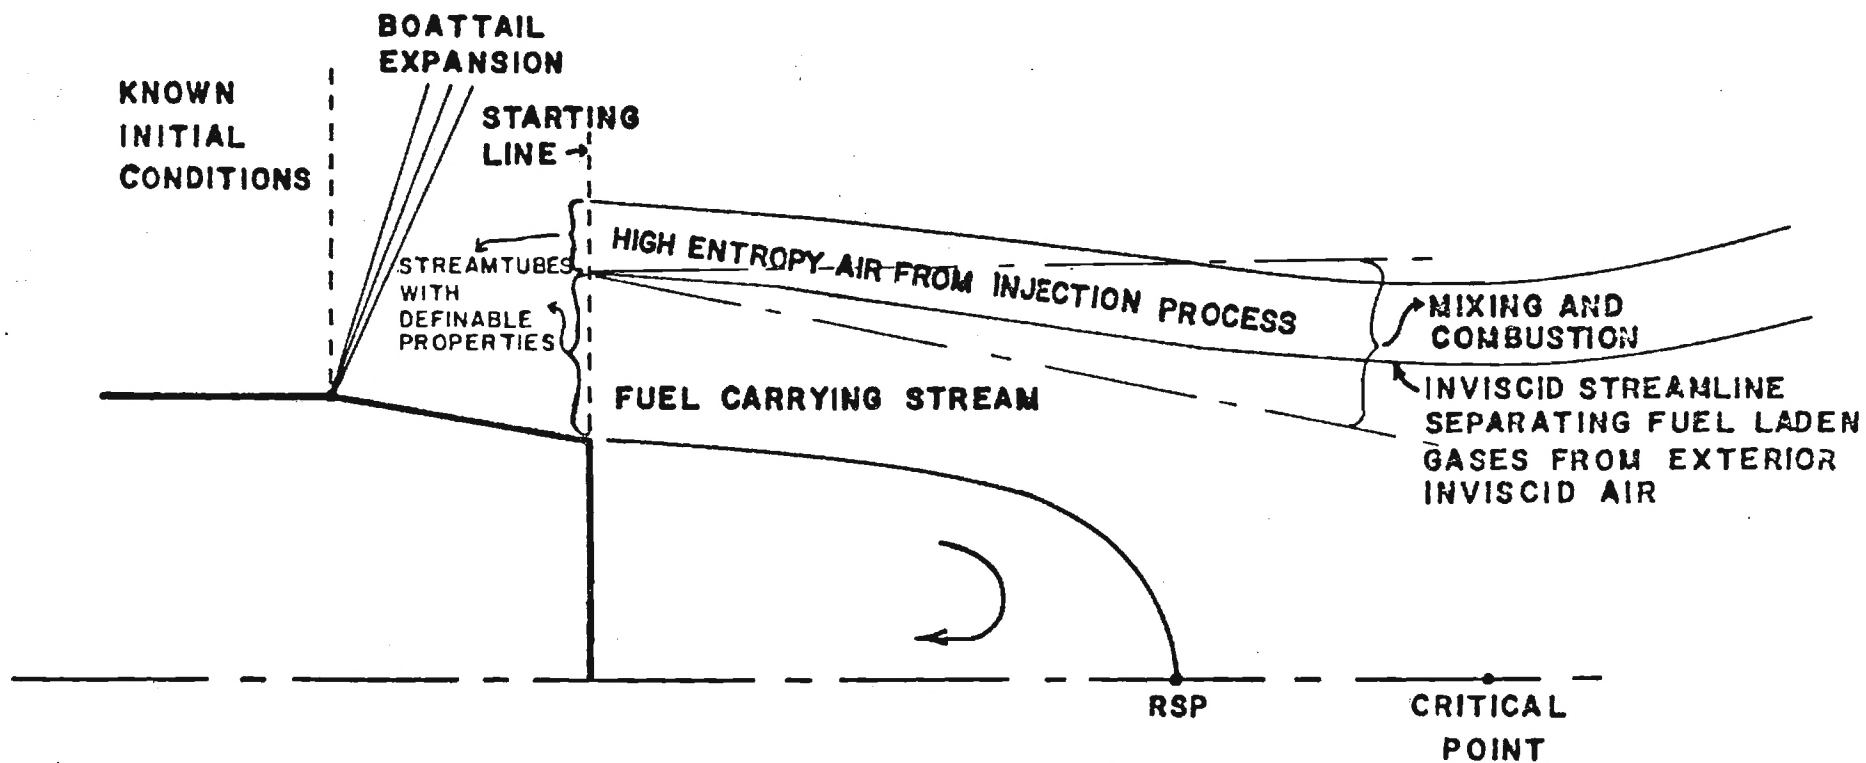 BOATTAIL
EXPANSION
KNOWN
INITIAL
CONDITIONS
STARTING
LINE
STREAMTUBES
WITH
DEFINABLE
PROPERTIES
HIGH ENTROPY AIR FROM INJECTION PROCESS
FUEL CARRYING STREAM
MIXING AND
COMBUSTION
INVISCID STREAMLINE
SEPARATING FUEL LADEN
GASES FROM EXTERIOR
INVISCID AIR
RSP
CRITICAL
POINT